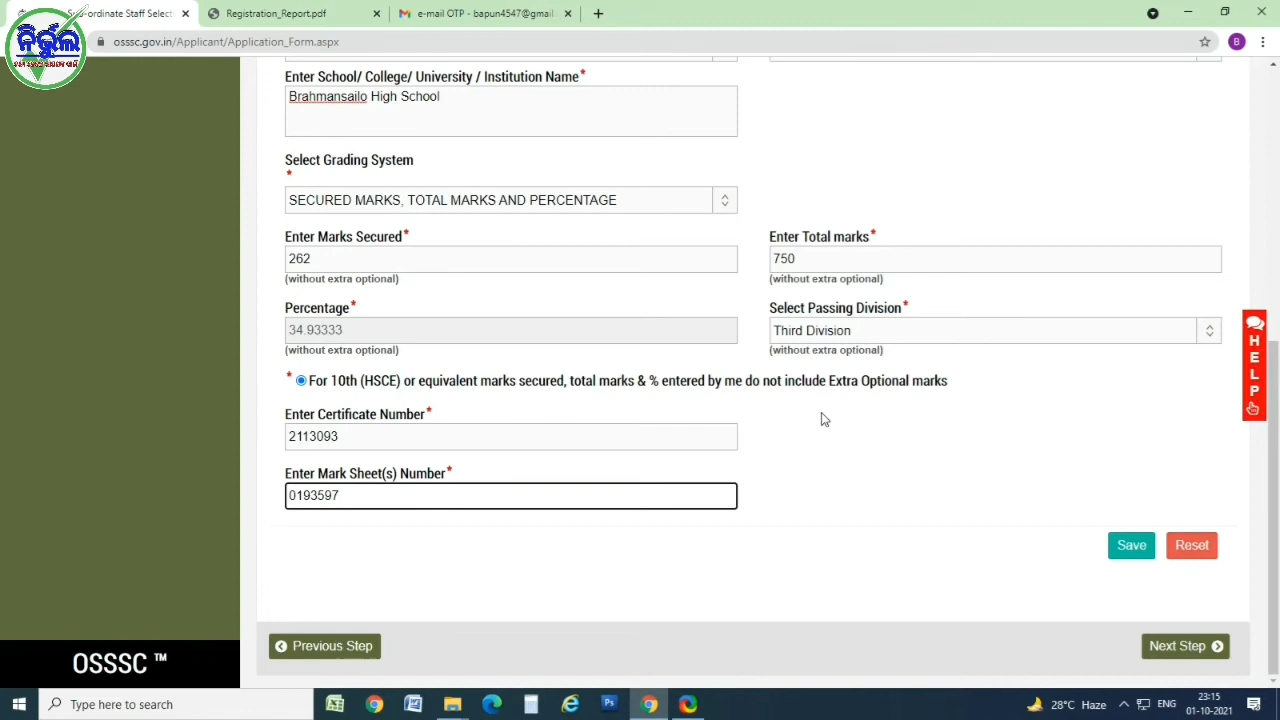 Sub-ordinate Staff Select
Registration_Report.pdf
e-mail OTP - bapun4547@gmail
ନିର୍ଭୁଲ
osssc.gov.in/Applicant/Application_Form.aspx
B
Enter School/ College/ University / Institution Name*
Brahmansailo High School
Select Grading System
*
SECURED MARKS, TOTAL MARKS AND PERCENTAGE
Enter Marks Secured*
Enter Total marks*
262
750
(without extra optional)
(without extra optional)
Percentage*
Select Passing Division*
34.93333
Third Division
(without extra optional)
(without extra optional)
* For 10th (HSCE) or equivalent marks secured, total marks & % entered by me do not include Extra Optional marks
Enter Certificate Number*
2113093
Enter Mark Sheet(s) Number*
0193597
HELP
Save
Reset
Previous Step
Next Step
OSSSC ™
Type here to search
Ps
28°C Haze
ENG
23:15
01-10-2021